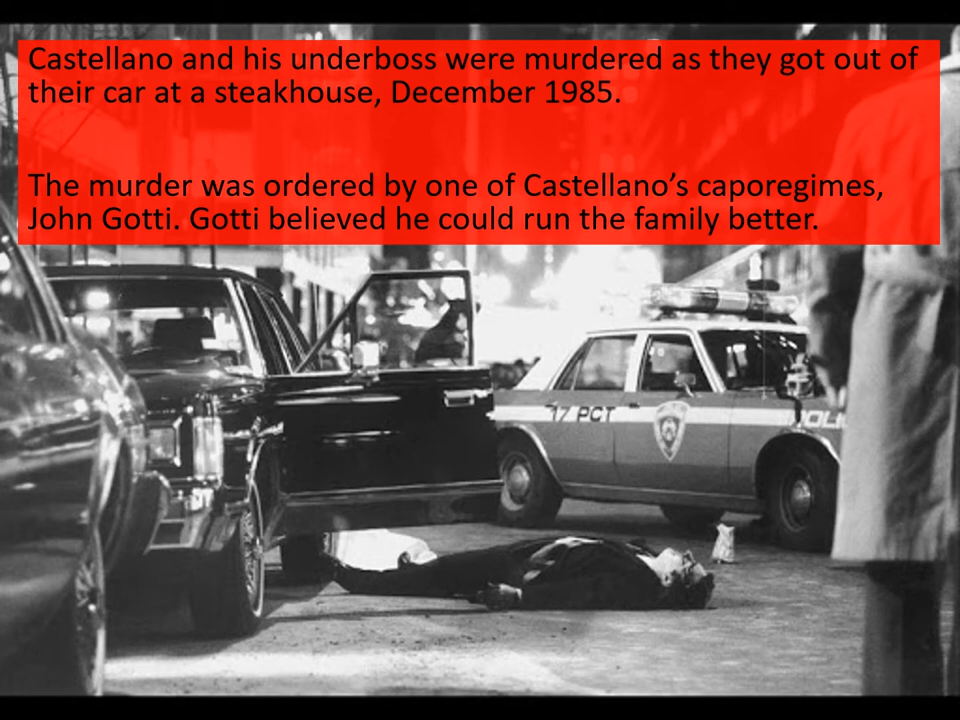 Castellano and his underboss were murdered as they got out of
their car at a steakhouse, December 1985.
The murder was ordered by one of Castellano’s caporegimes,
John Gotti. Gotti believed he could run the family better.
17 PCT